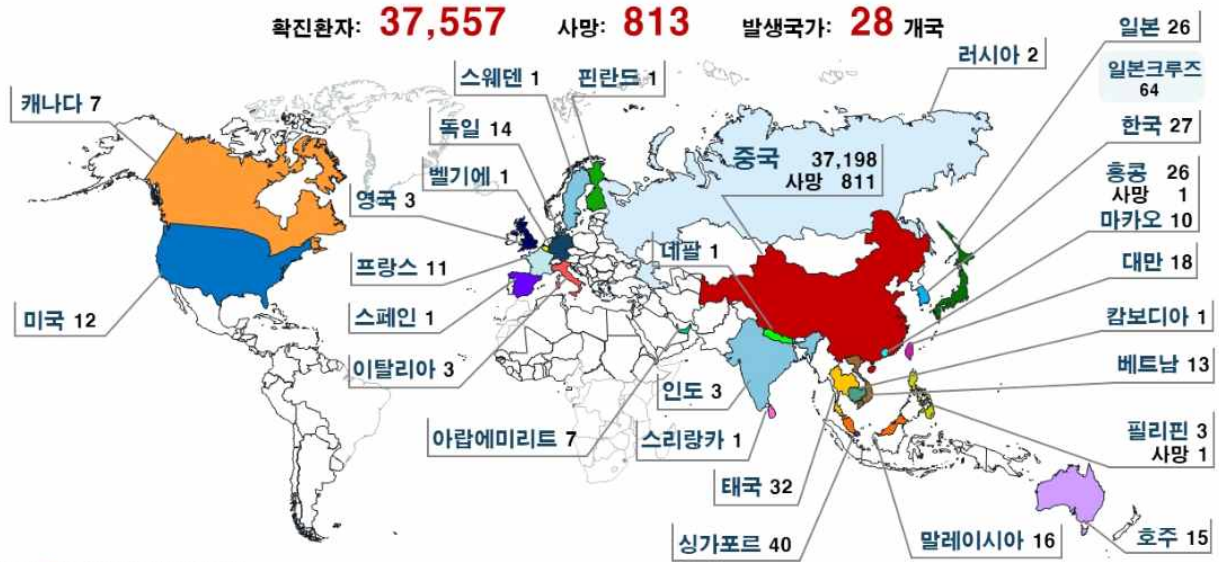 확진환자: 37,557 사망: 813 발생국가: 28 개국
일본 26
일본크루즈
64
러시아 2
스웨덴 1
핀란드 1
캐나다 7
독일 14
한국 27
중국 37,198
사망 811
벨기에 1
홍콩 26
사망 1
영국 3
마카오 10
네팔 1
프랑스 11
대만 18
미국 12
스페인 1
캄보디아 1
이탈리아 3
베트남 13
인도 3
아랍에미리트 7
스리랑카 1
필리핀 3
사망 1
태국 32
싱가포르 40
말레이시아 16
호주 15